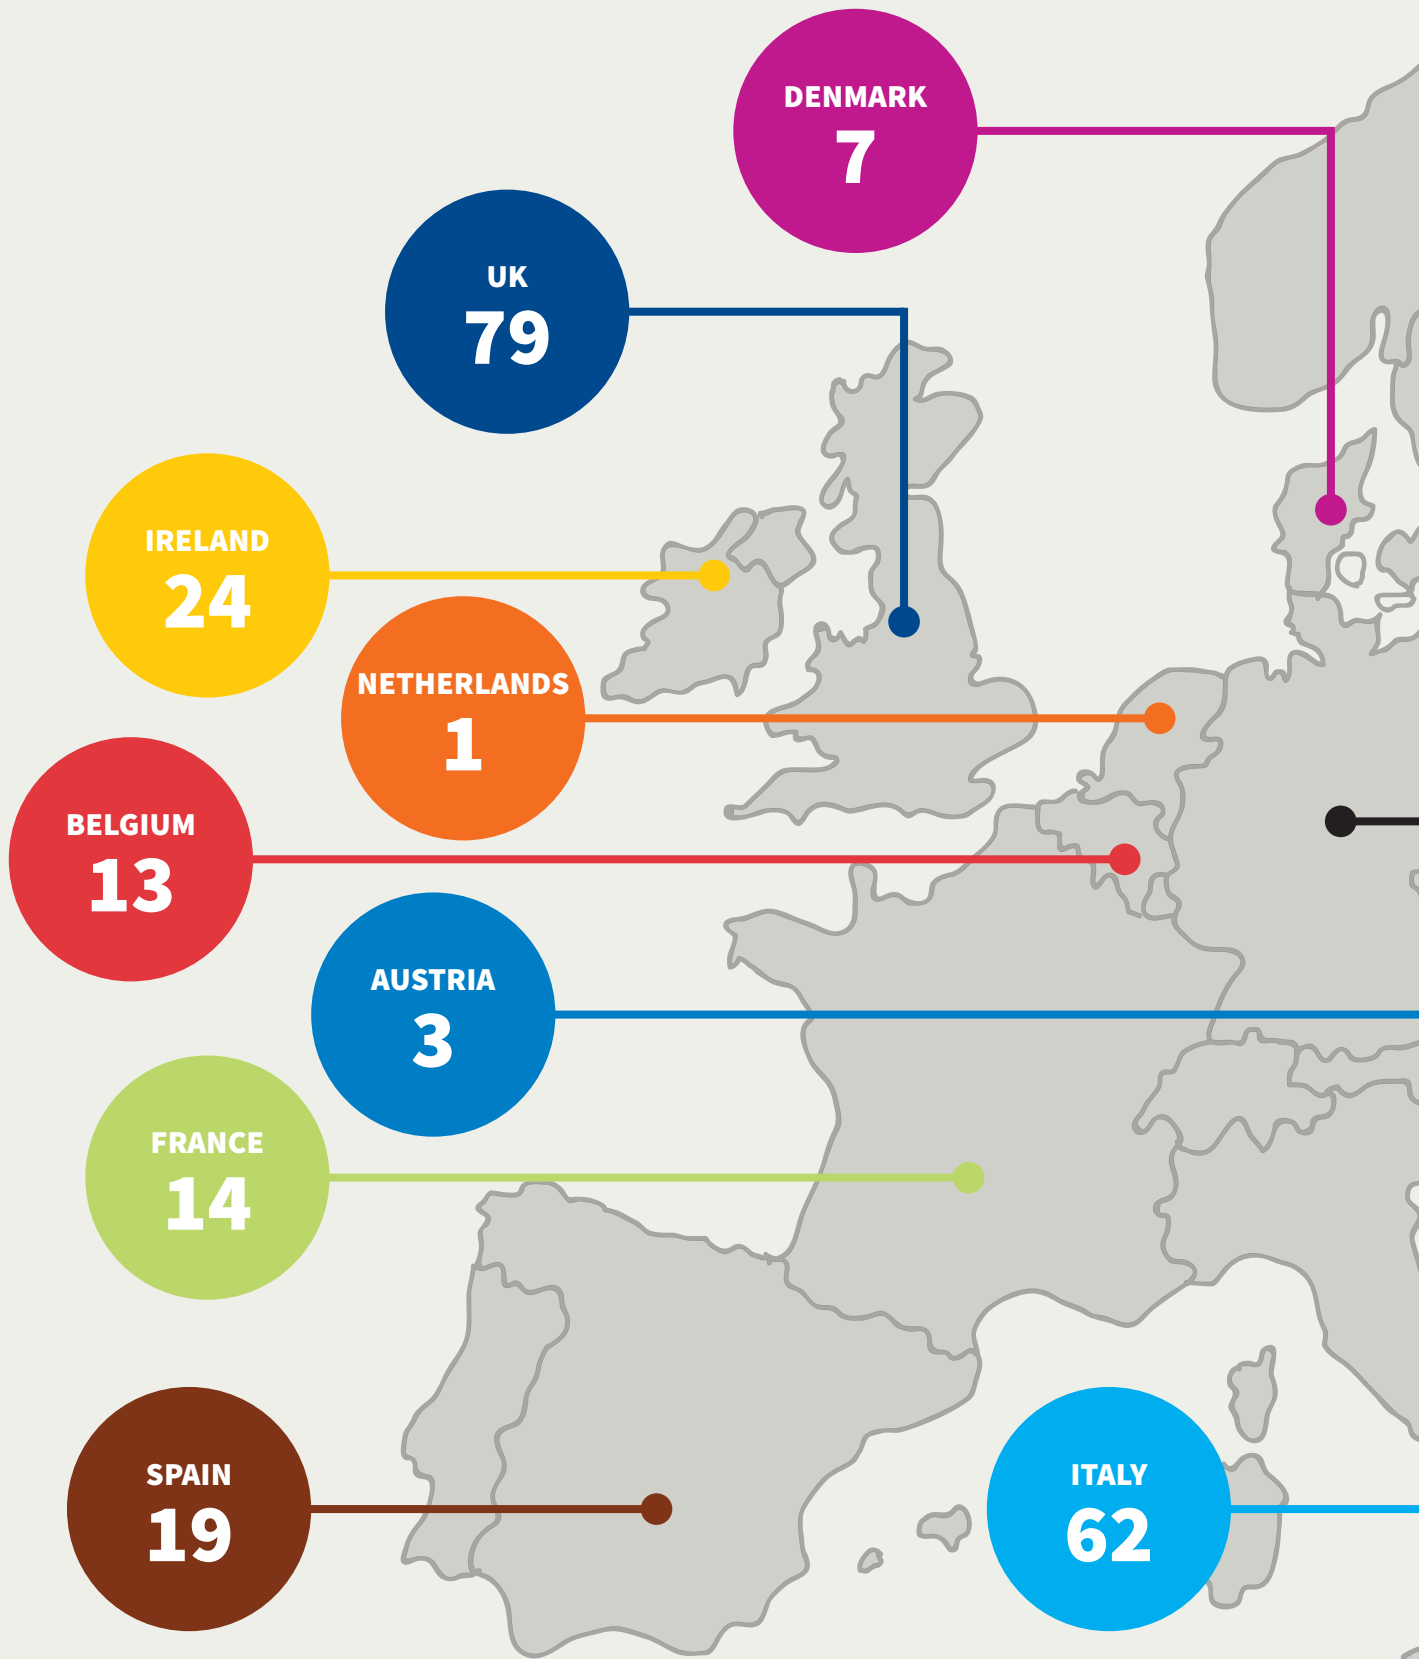 DENMARK
7
UK
79
IRELAND
24
NETHERLANDS
1
BELGIUM
13
AUSTRIA
3
FRANCE
14
SPAIN
19
ITALY
62